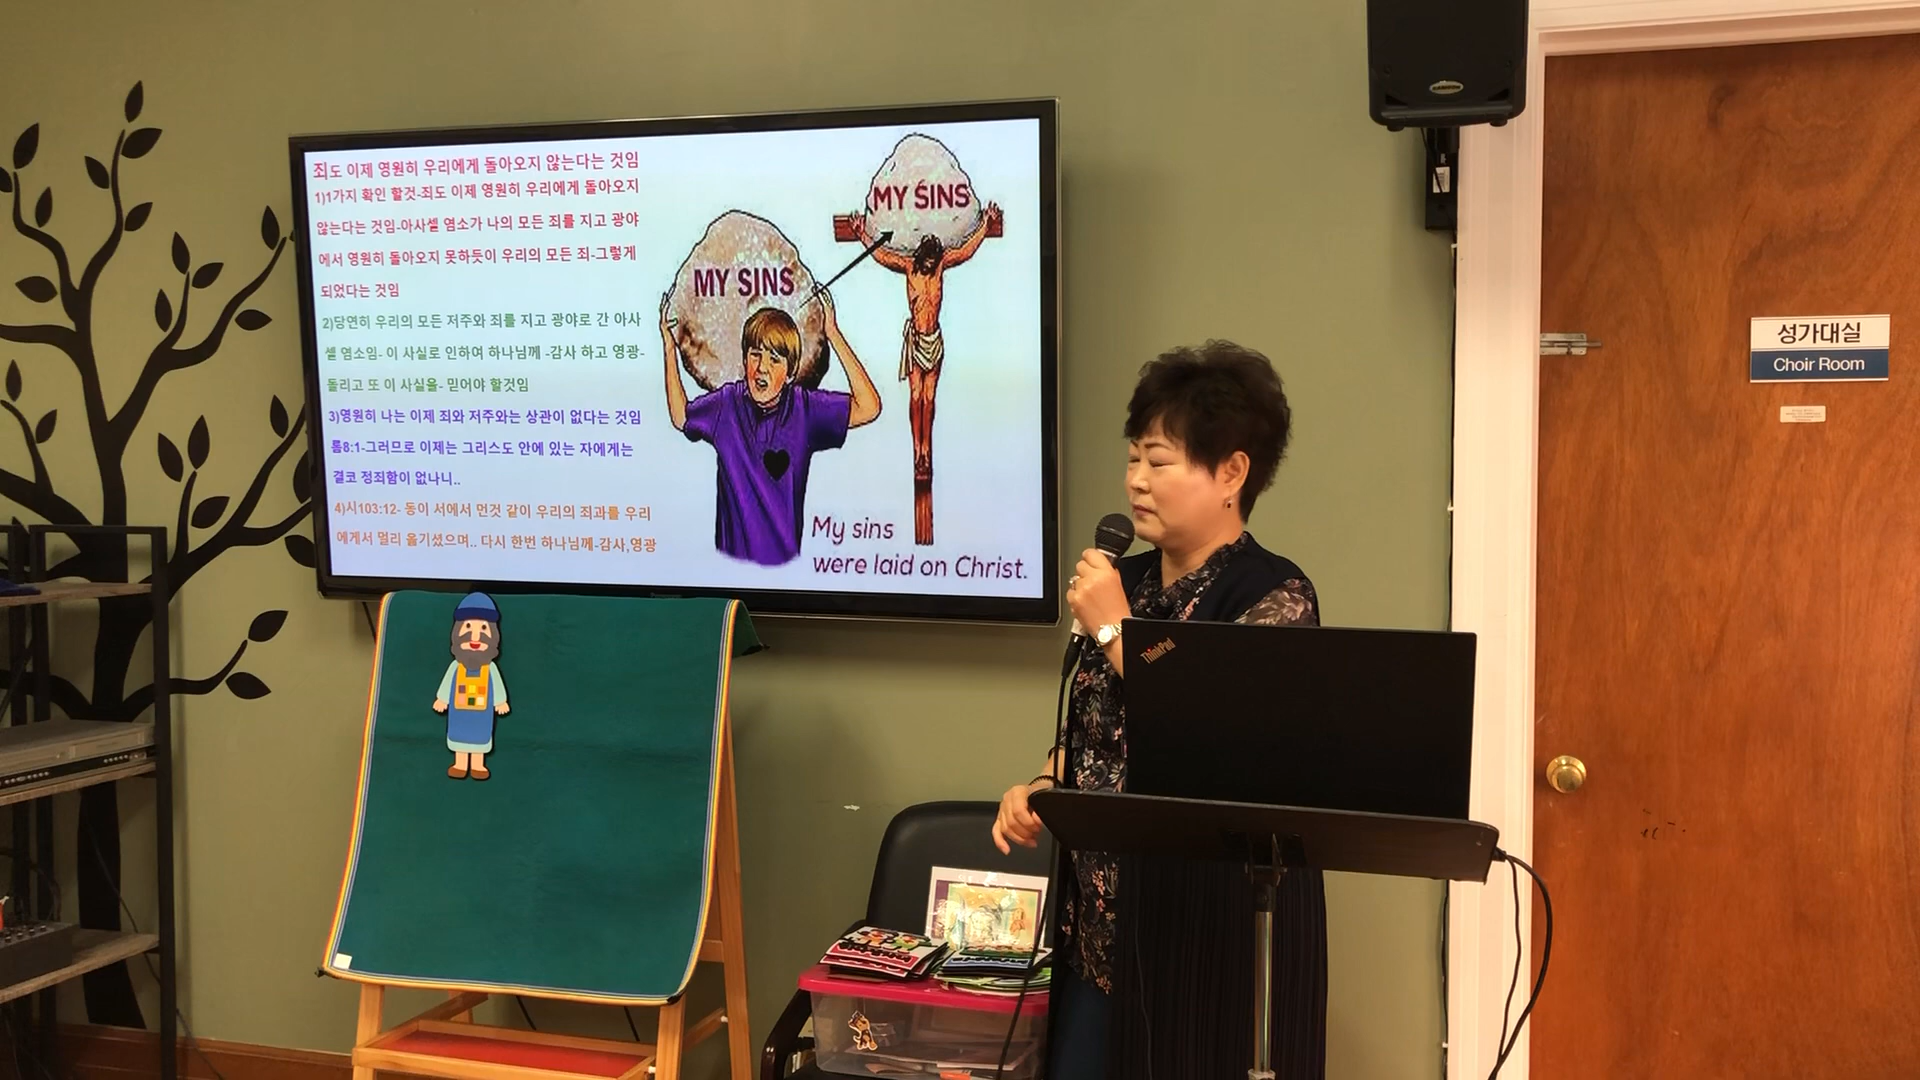 죄도 이제 영원히 우리에게 돌아오지 않는다는 것임
1)1가지 확인 할것-죄도 이제 영원히 우리에게 돌아오지
않는다는 것임-아사셀 염소가 나의 모든 죄를 지고 광야
에서 영원히 돌아오지 못하듯이 우리의 모든 죄-그렇게
되었다는 것임
2)당연히 우리의 모든 저주와 죄를 지고 광야로 간 아사
셀 염소임- 이 사실로 인하여 하나님께 -감사 하고 영광-
돌리고 또 이 사실을- 믿어야 할것임
3)영원히 나는 이제 죄와 저주와는 상관이 없다는 것임
롬8:1-그러므로 이제는 그리스도 안에 있는 자에게는
결코 정죄함이 없나니..
4)시103:12- 동이 서에서 먼것 같이 우리의 죄과를 우리
에게서 멀리 옮기셨으며.. 다시 한번 하나님께-감사,영광
MY SINS
MY SINS
My sins
were laid on Christ.
SAMSON
성가대실
Choir Room
ThinkPad